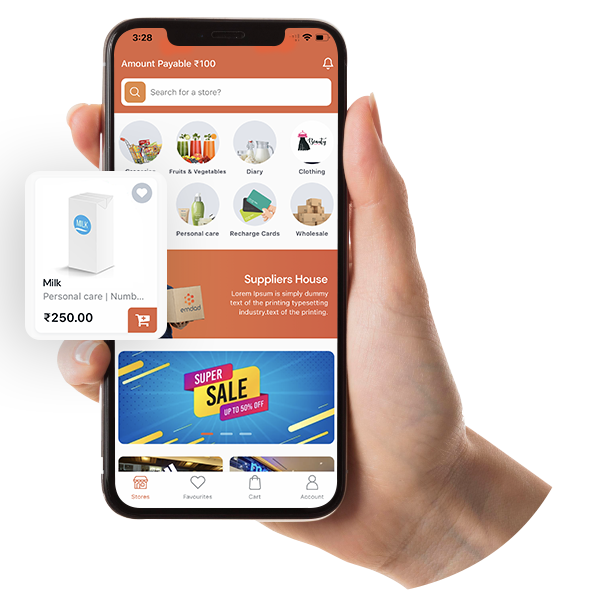 3:28
Amount Payable ₹100
Search for a store?
Groceries
Fruits & Vegetables
Diary
Beauty
Clothing
Personal care
Recharge Cards
Wholesale
MILK
Milk
Personal care | Numb...
₹250.00
Suppliers House
Lorem Ipsum is simply dummy
text of the printing typesetting
industry.text of the printing.
emdad
SUPER
SALE
UP TO 50% OFF
Stores
Favourites
Cart
Account